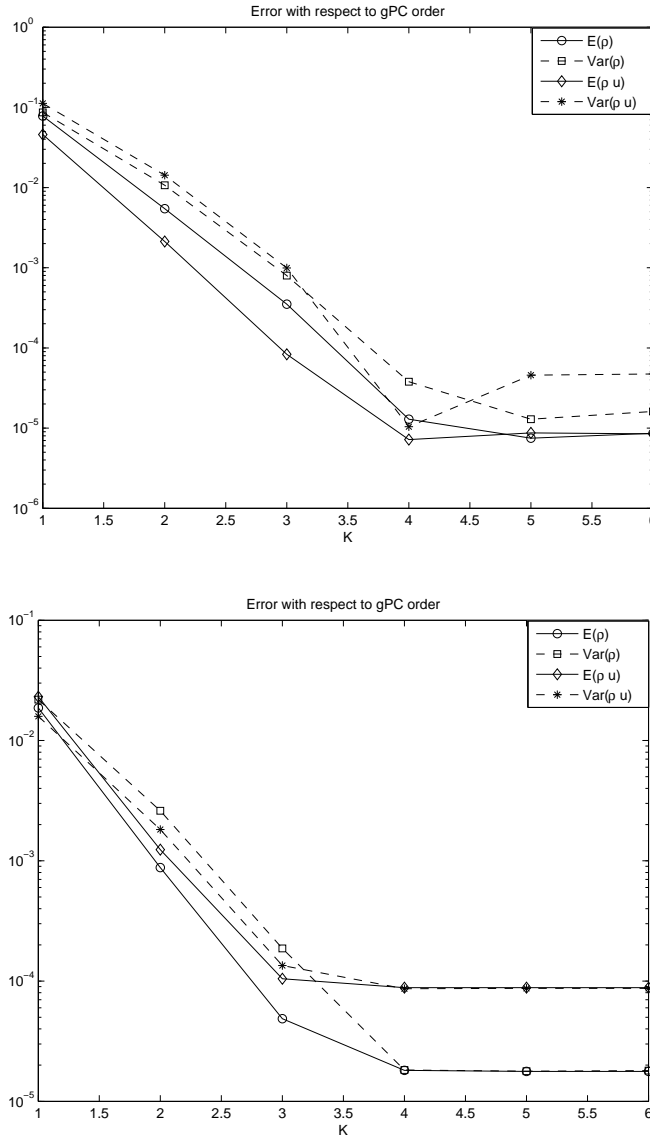 Error with respect to gPC order
10^0
10^-1
10^-2
10^-3
10^-4
10^-5
10^-6
E(ρ)
Var(ρ)
E(ρ u)
Var(ρ u)
1 1.5 2 2.5 3 3.5 4 4.5 5 5.5 6
K
Error with respect to gPC order
10^-1
10^-2
10^-3
10^-4
10^-5
E(ρ)
Var(ρ)
E(ρ u)
Var(ρ u)
1 1.5 2 2.5 3 3.5 4 4.5 5 5.5 6
K